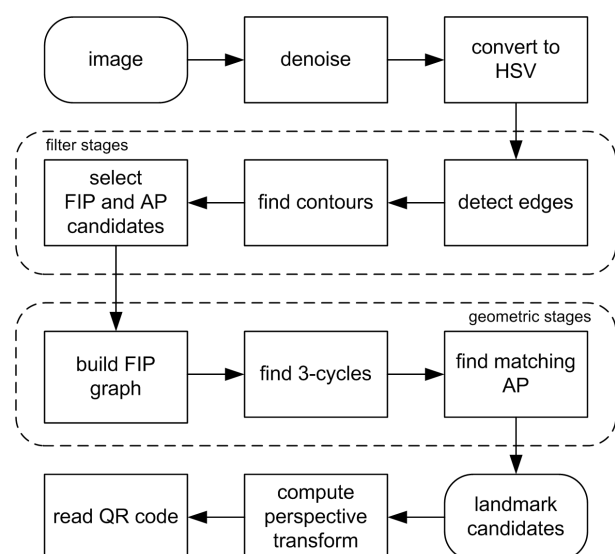 image
denoise
convert to
HSV
filter stages
select
FIP and AP
candidates
find contours
detect edges
geometric stages
build FIP
graph
find 3-cycles
find matching
AP
read QR code
compute
perspective
transform
landmark
candidates